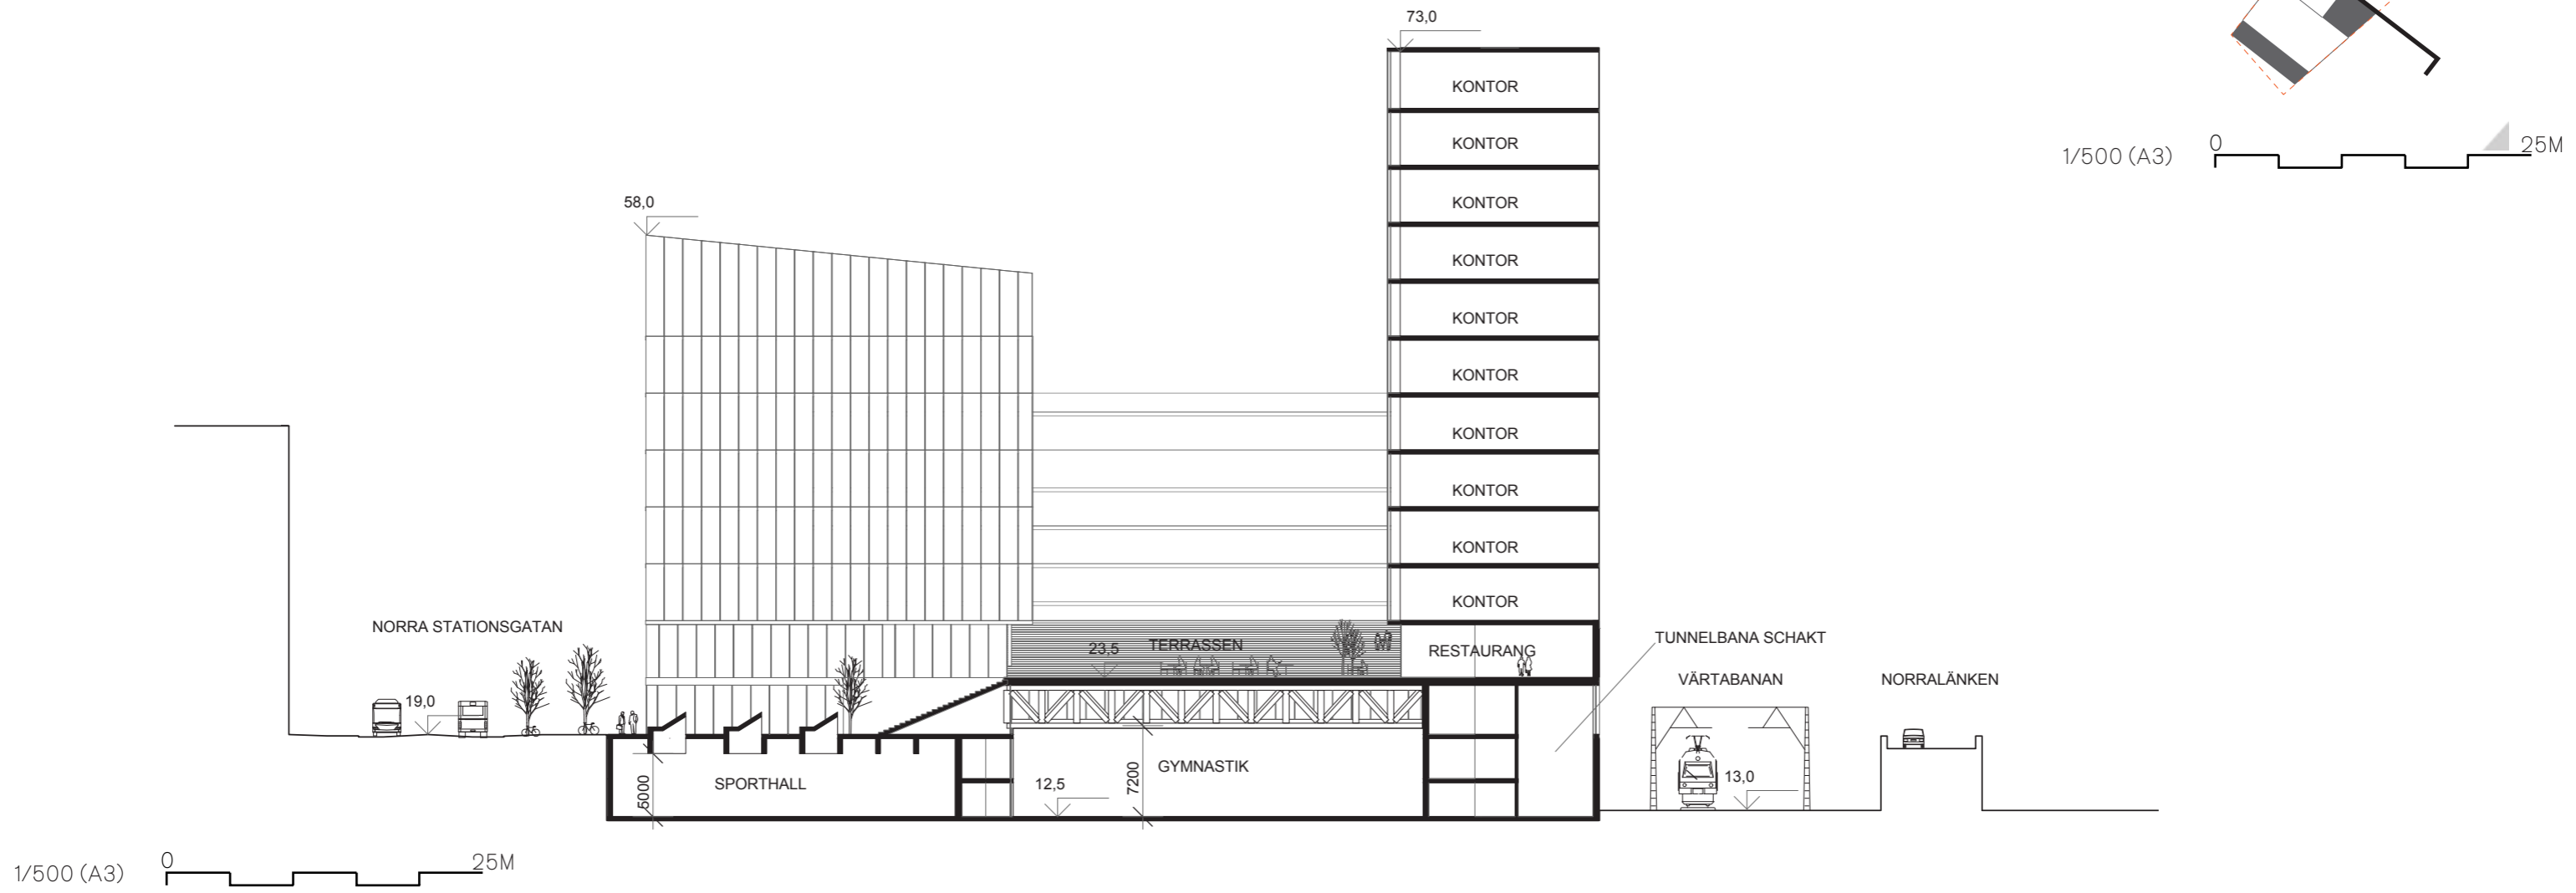 73,0
KONTOR
KONTOR
1/500 (A3) 0 25M
KONTOR
58,0
KONTOR
KONTOR
KONTOR
KONTOR
KONTOR
KONTOR
KONTOR
NORRA STATIONSGATAN
TERRASSEN
23,5
RESTAURANG
TUNNELBANA SCHAKT
VÄRTABANAN
NORRALÄNKEN
19,0
GYMNASTIK
SPORTHALL
5000
12,5
7200
13,0
1/500 (A3) 0 25M